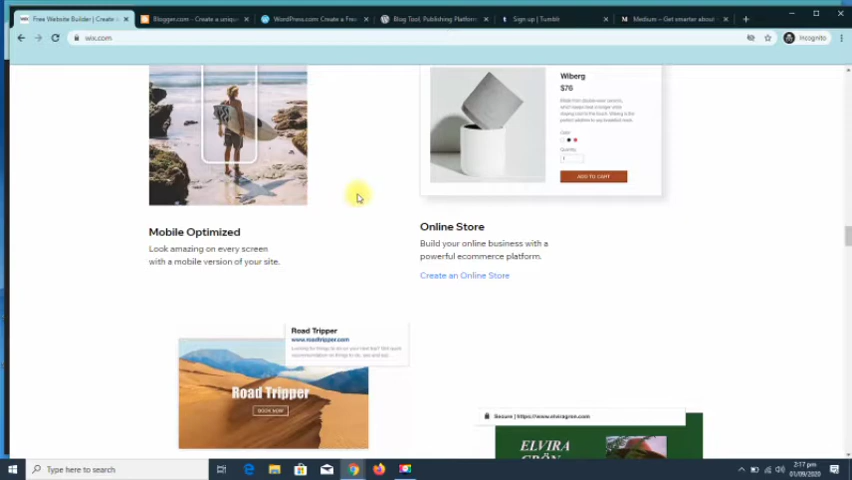 Free Website Builder | Create a
Blogger.com - Create a unique
WordPress.com: Create a Free
Blog Tool, Publishing Platform,
Sign up | Tumblr
Medium – Get smarter about
wix.com
Incognito
Wiberg
$76
Color
Quantity
1
ADD TO CART
Mobile Optimized
Look amazing on every screen
with a mobile version of your site.
Online Store
Build your online business with a
powerful ecommerce platform.
Create an Online Store
Road Tripper
www.roadtripper.com
Road Tripper
BOOK NOW
Secure | https://www.elviragron.com
ELVIRA
GRÖN
Type here to search
2:17 pm
01/09/2020